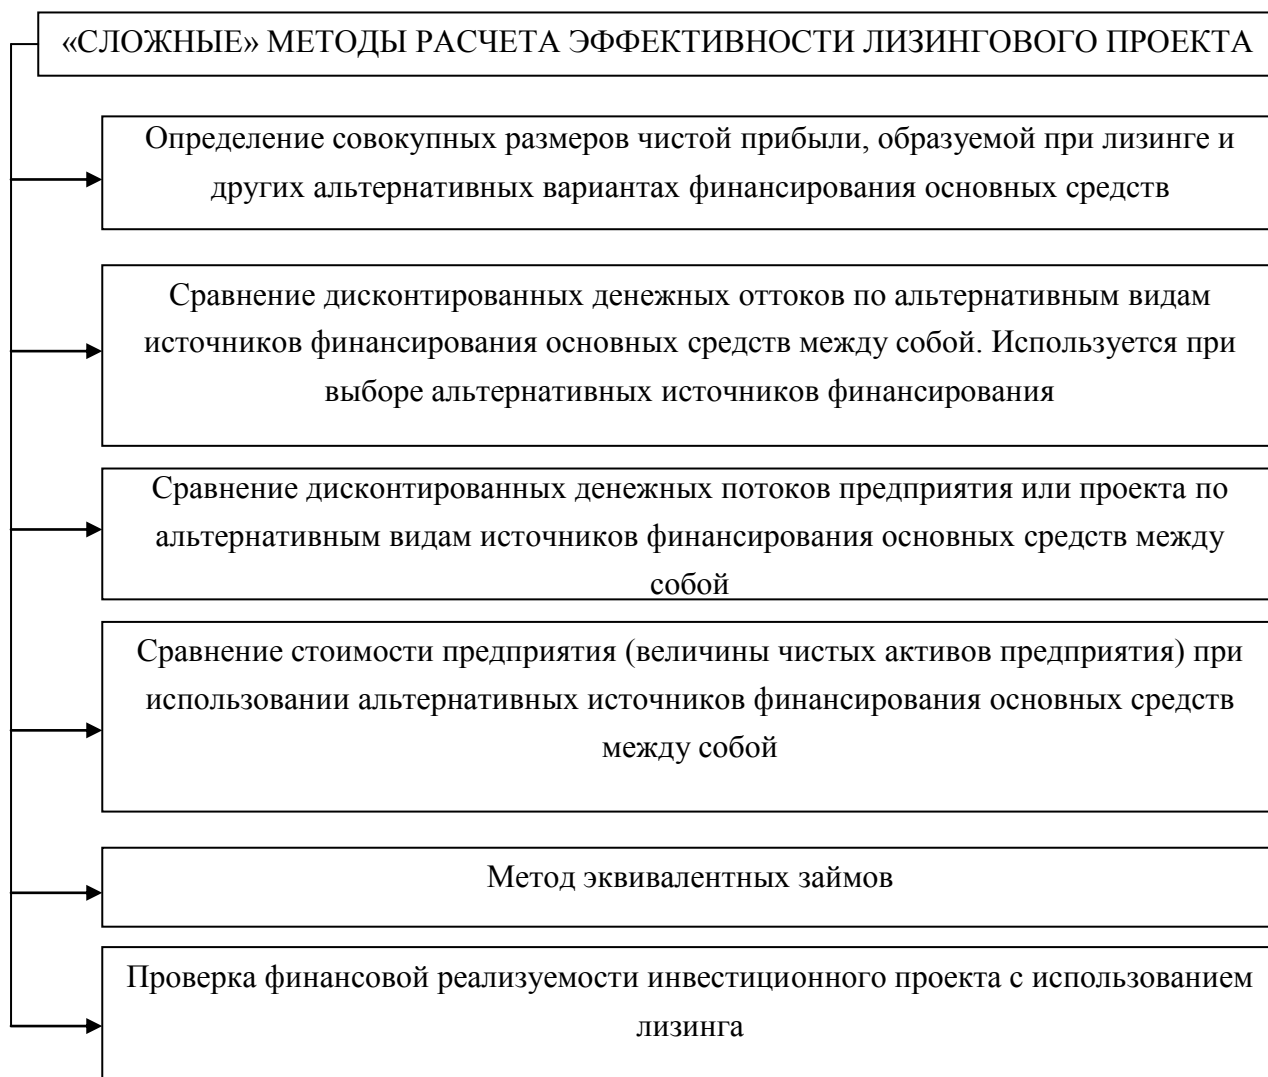 «СЛОЖНЫЕ» МЕТОДЫ РАСЧЕТА ЭФФЕКТИВНОСТИ ЛИЗИНГОВОГО ПРОЕКТА
Определение совокупных размеров чистой прибыли, образуемой при лизинге и
других альтернативных вариантах финансирования основных средств
Сравнение дисконтированных денежных оттоков по альтернативным видам
источников финансирования основных средств между собой. Используется при
выборе альтернативных источников финансирования
Сравнение дисконтированных денежных потоков предприятия или проекта по
альтернативным видам источников финансирования основных средств между
собой
Сравнение стоимости предприятия (величины чистых активов предприятия) при
использовании альтернативных источников финансирования основных средств
между собой
Метод эквивалентных займов
Проверка финансовой реализуемости инвестиционного проекта с использованием
лизинга